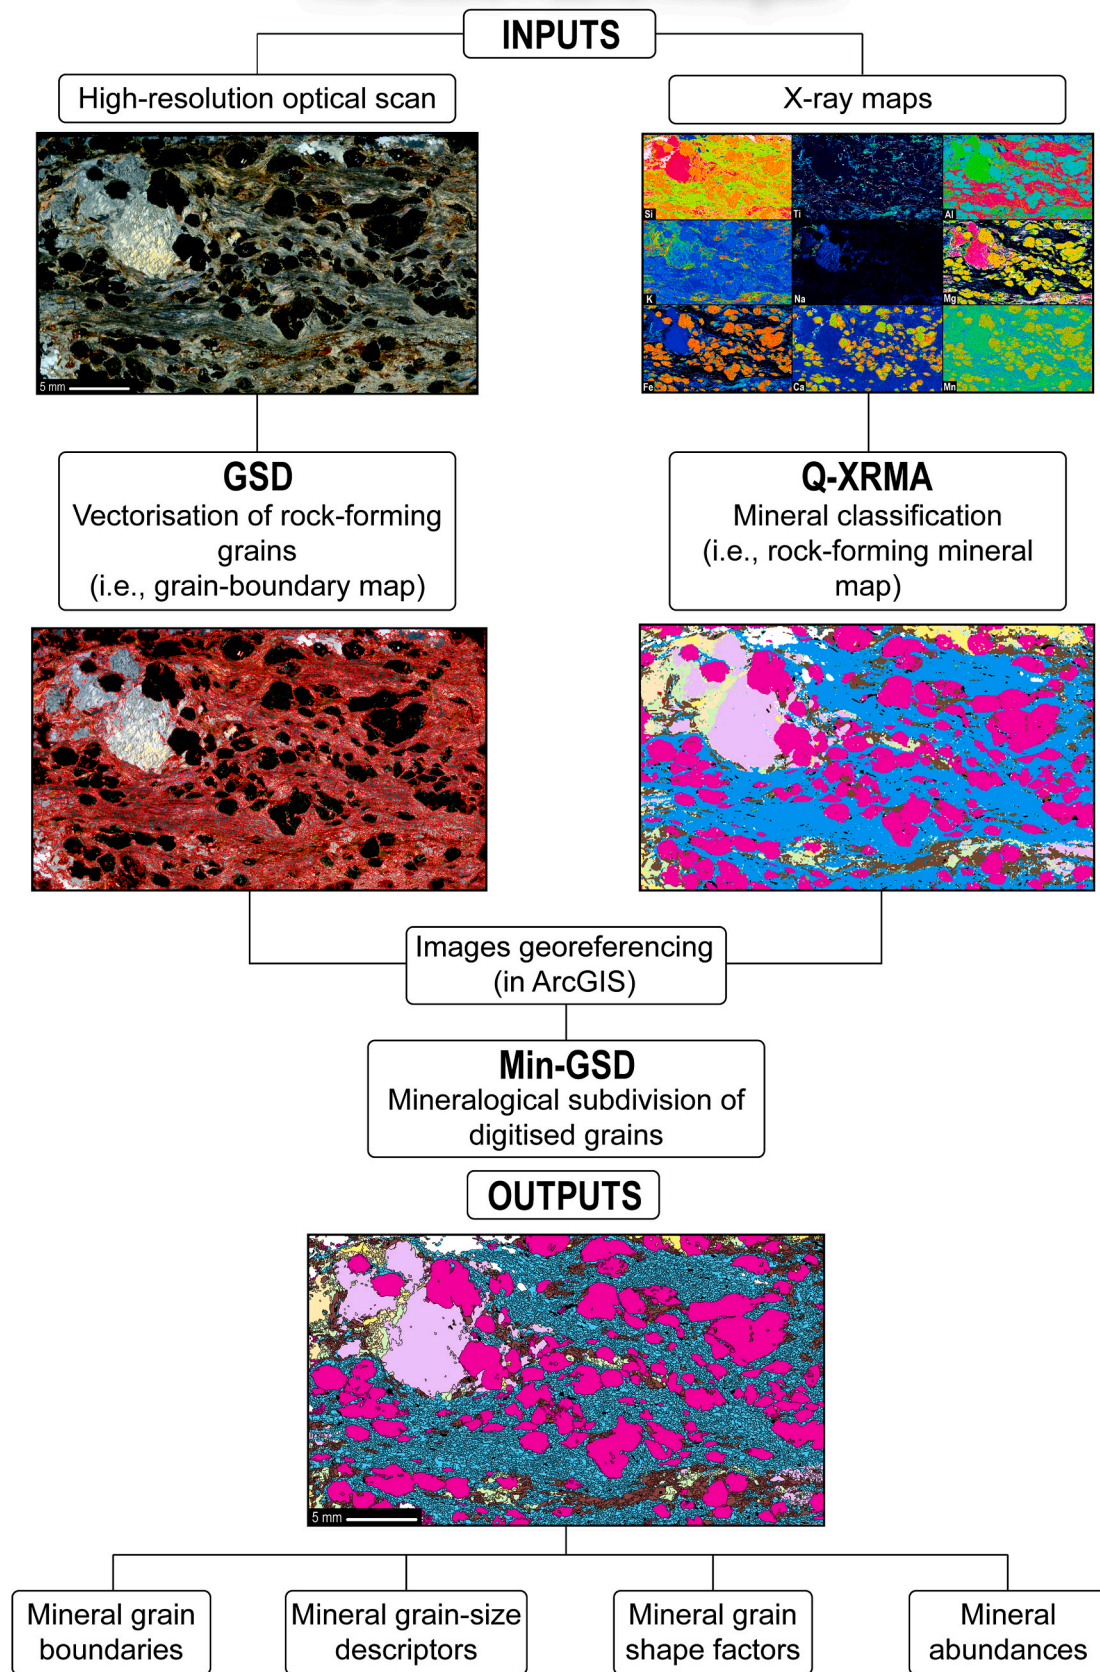 INPUTS
High-resolution optical scan
X-ray maps
5 mm
Si
Ti
Al
K
Na
Mg
Fe
Ca
Mn
GSD
Vectorisation of rock-forming
grains
(i.e., grain-boundary map)
Q-XRMA
Mineral classification
(i.e., rock-forming mineral
map)
Images georeferencing
(in ArcGIS)
Min-GSD
Mineralogical subdivision of
digitised grains
OUTPUTS
5 mm
Mineral grain
boundaries
Mineral grain-size
descriptors
Mineral grain
shape factors
Mineral
abundances